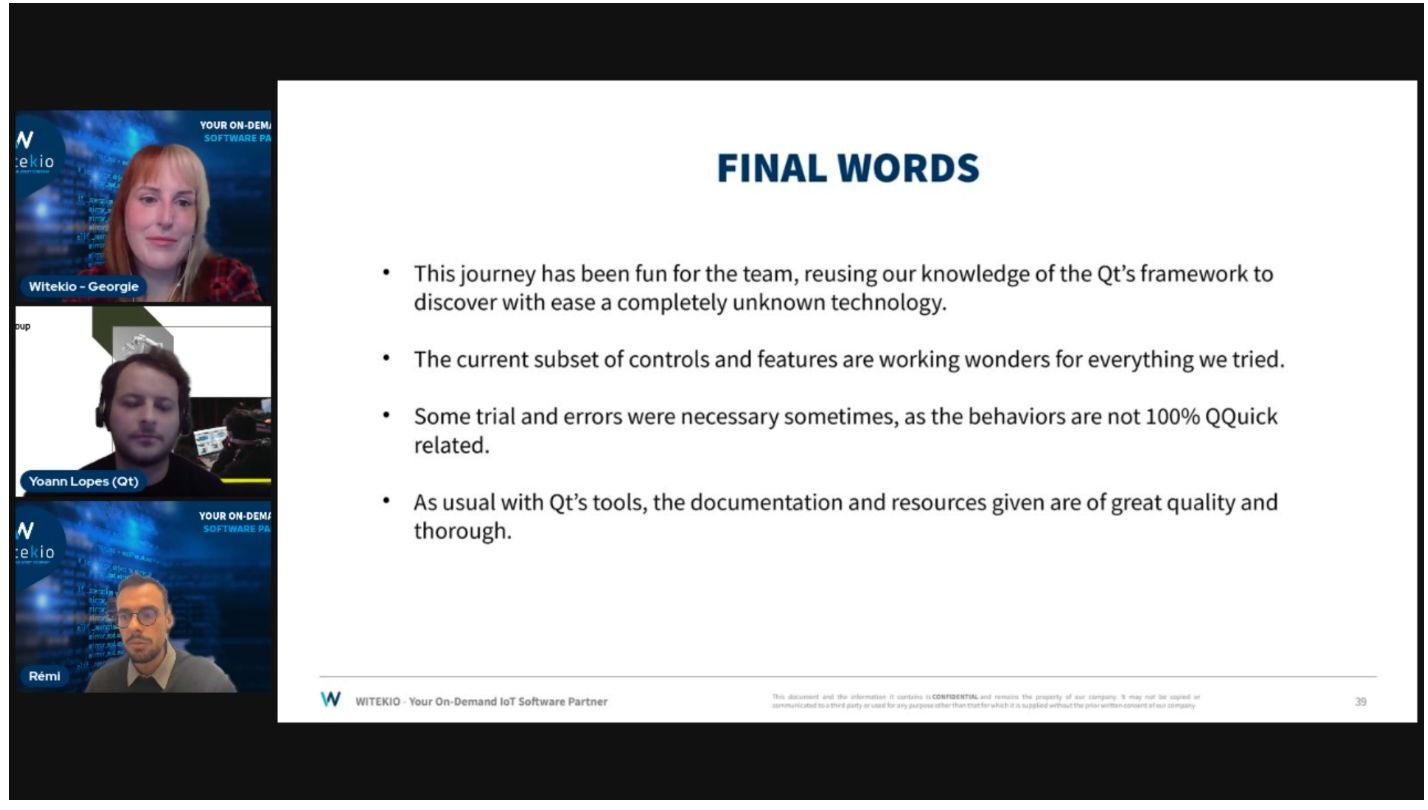 YOUR ON-DEMA
SOFTWARE PA
W
tekio
Witekio – Georgie
oup
Yoann Lopes (Qt)
YOUR ON-DEMA
SOFTWARE PA
W
tekio
Rémi
FINAL WORDS
• This journey has been fun for the team, reusing our knowledge of the Qt’s framework to
discover with ease a completely unknown technology.
• The current subset of controls and features are working wonders for everything we tried.
• Some trial and errors were necessary sometimes, as the behaviors are not 100% QQuick
related.
• As usual with Qt’s tools, the documentation and resources given are of great quality and
thorough.
W WITEKIO - Your On-Demand IoT Software Partner
This document and the information it contains is CONFIDENTIAL and remains the property of our company. It may not be copied or
communicated to a third party or used for any purpose other than that for which it is supplied without the prior written consent of our company
39